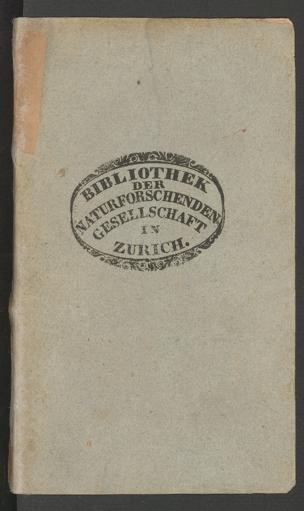 BIBLIOTHEK
DER
NATURFORSCHENDEN
GESELLSCHAFT
IN
ZURICH.